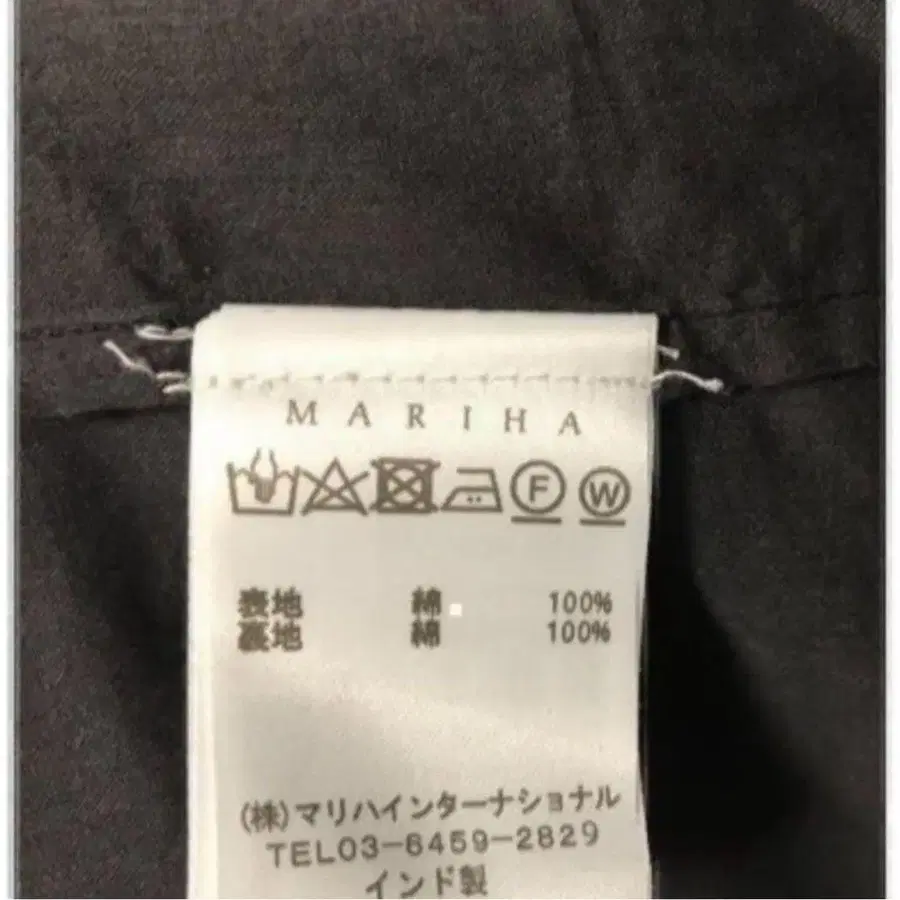 MARIHA
F W
表地 綿 100%
裏地 綿 100%
(株)マリハインターナショナル
TEL03-6459-2829
インド製